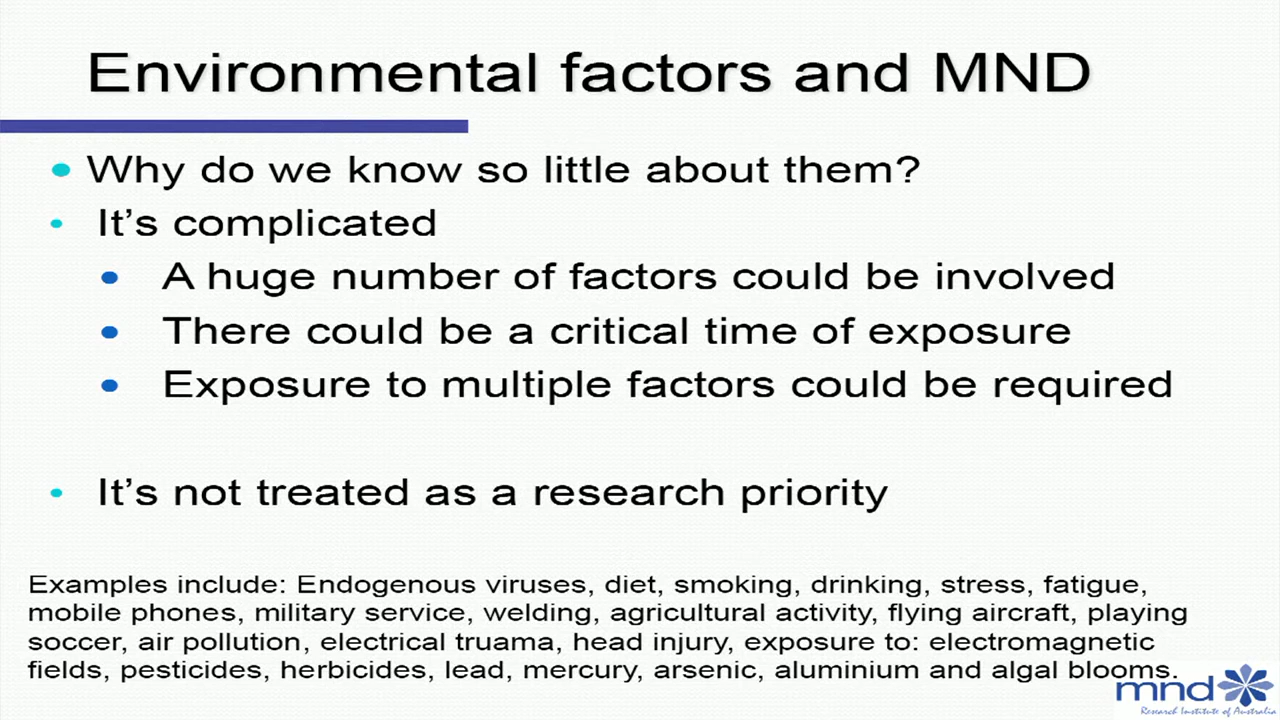 Environmental factors and MND
Why do we know so little about them?
It’s complicated
A huge number of factors could be involved
There could be a critical time of exposure
Exposure to multiple factors could be required
It’s not treated as a research priority
Examples include: Endogenous viruses, diet, smoking, drinking, stress, fatigue,
mobile phones, military service, welding, agricultural activity, flying aircraft, playing
soccer, air pollution, electrical truama, head injury, exposure to: electromagnetic
fields, pesticides, herbicides, lead, mercury, arsenic, aluminium and algal blooms.
mnd
Research Institute of Australia